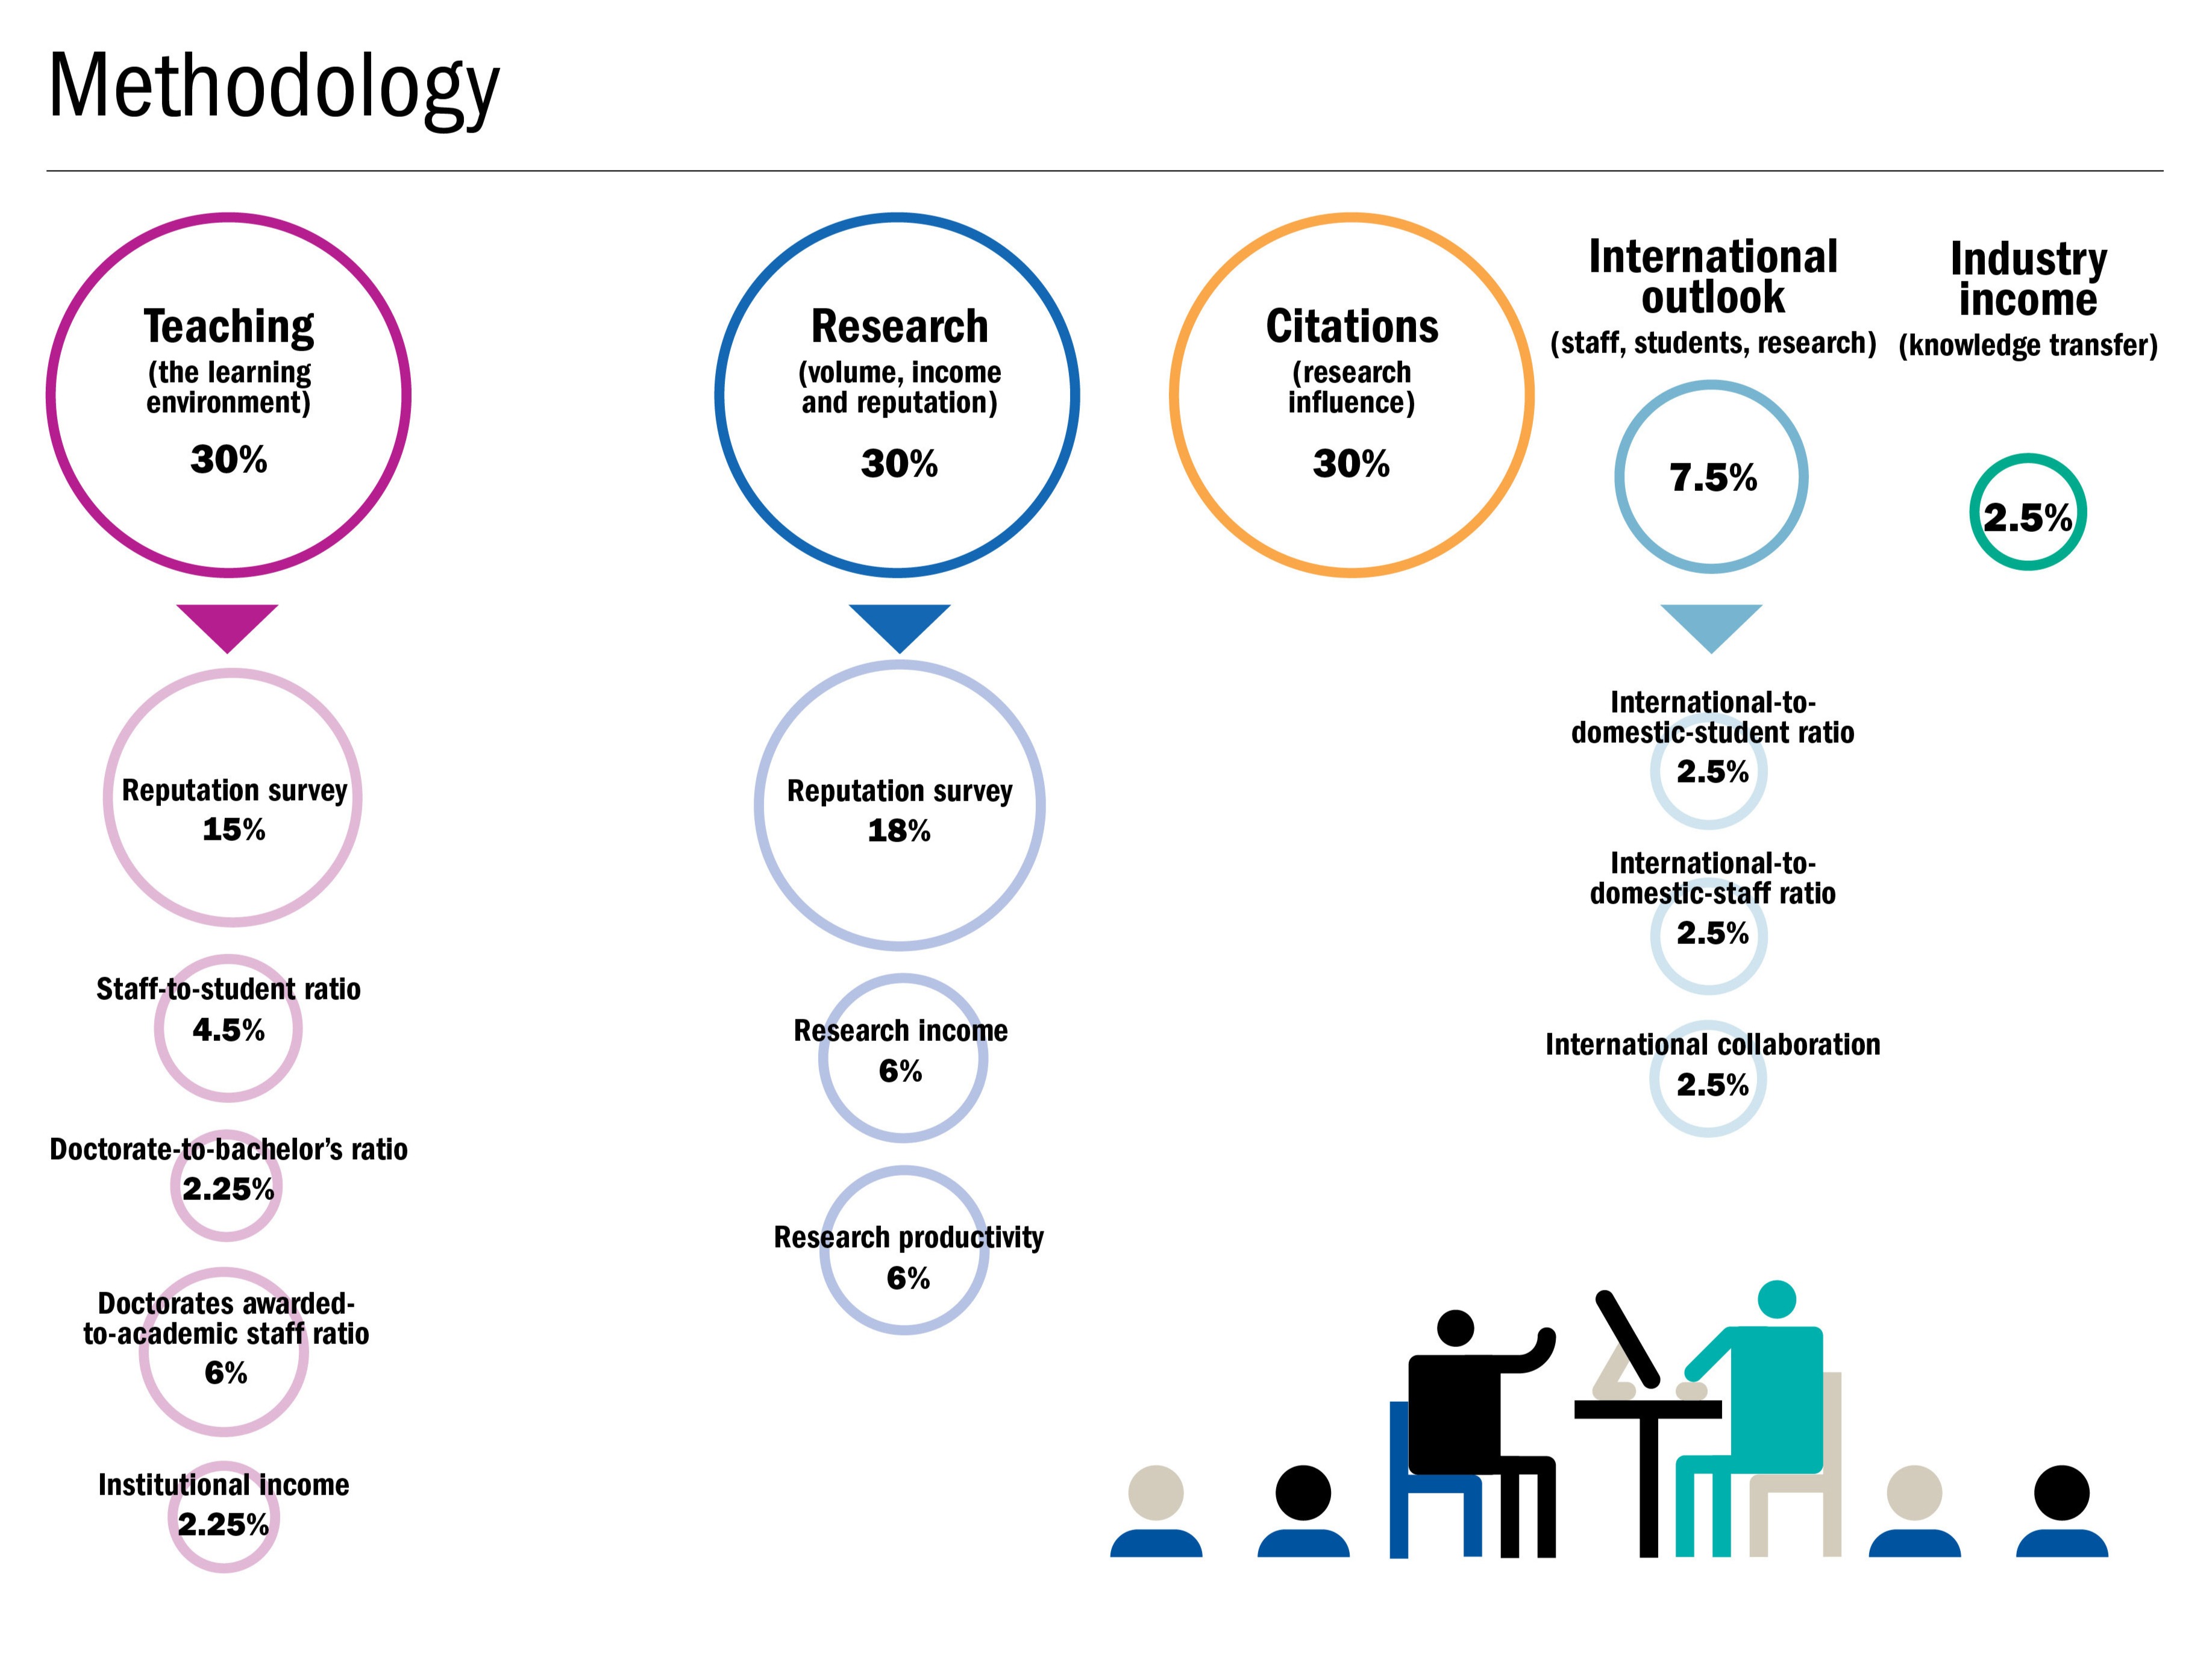 Methodology
Teaching
(the learning
environment)
30%
Research
(volume, income
and reputation)
30%
Citations
(research
influence)
30%
International
outlook
(staff, students, research)
7.5%
Industry
income
(knowledge transfer)
2.5%
Reputation survey
15%
Staff-to-student ratio
4.5%
Doctorate-to-bachelor’s ratio
2.25%
Doctorates awarded-
to-academic staff ratio
6%
Institutional income
2.25%
Reputation survey
18%
Research income
6%
Research productivity
6%
International-to-
domestic-student ratio
2.5%
International-to-
domestic-staff ratio
2.5%
International collaboration
2.5%